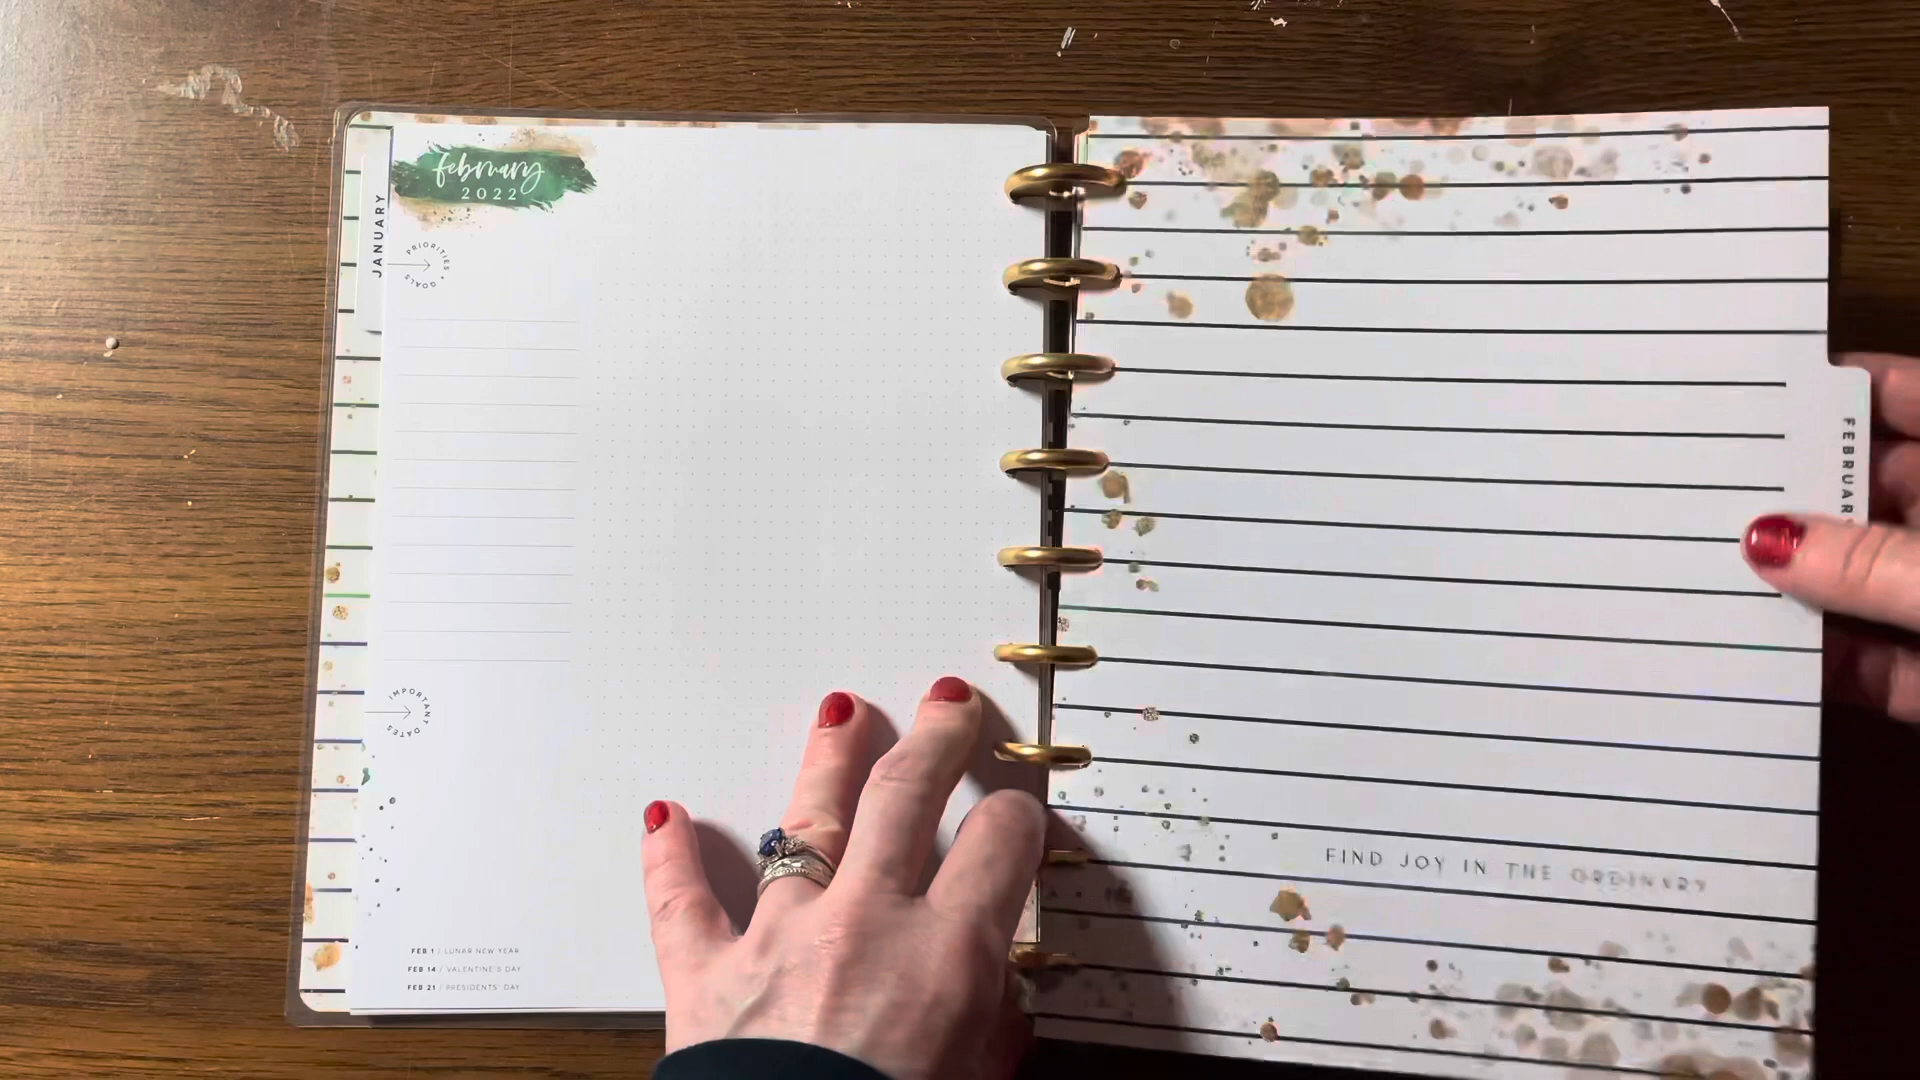 february
2022
JANUARY
PRIORITIES + GOALS
IMPORTANT DATES
FEB 1 / LUNAR NEW YEAR
FEB 14 / VALENTINE'S DAY
FEB 21 / PRESIDENTS' DAY
FEBRUAR
FIND JOY IN THE ORDINARY